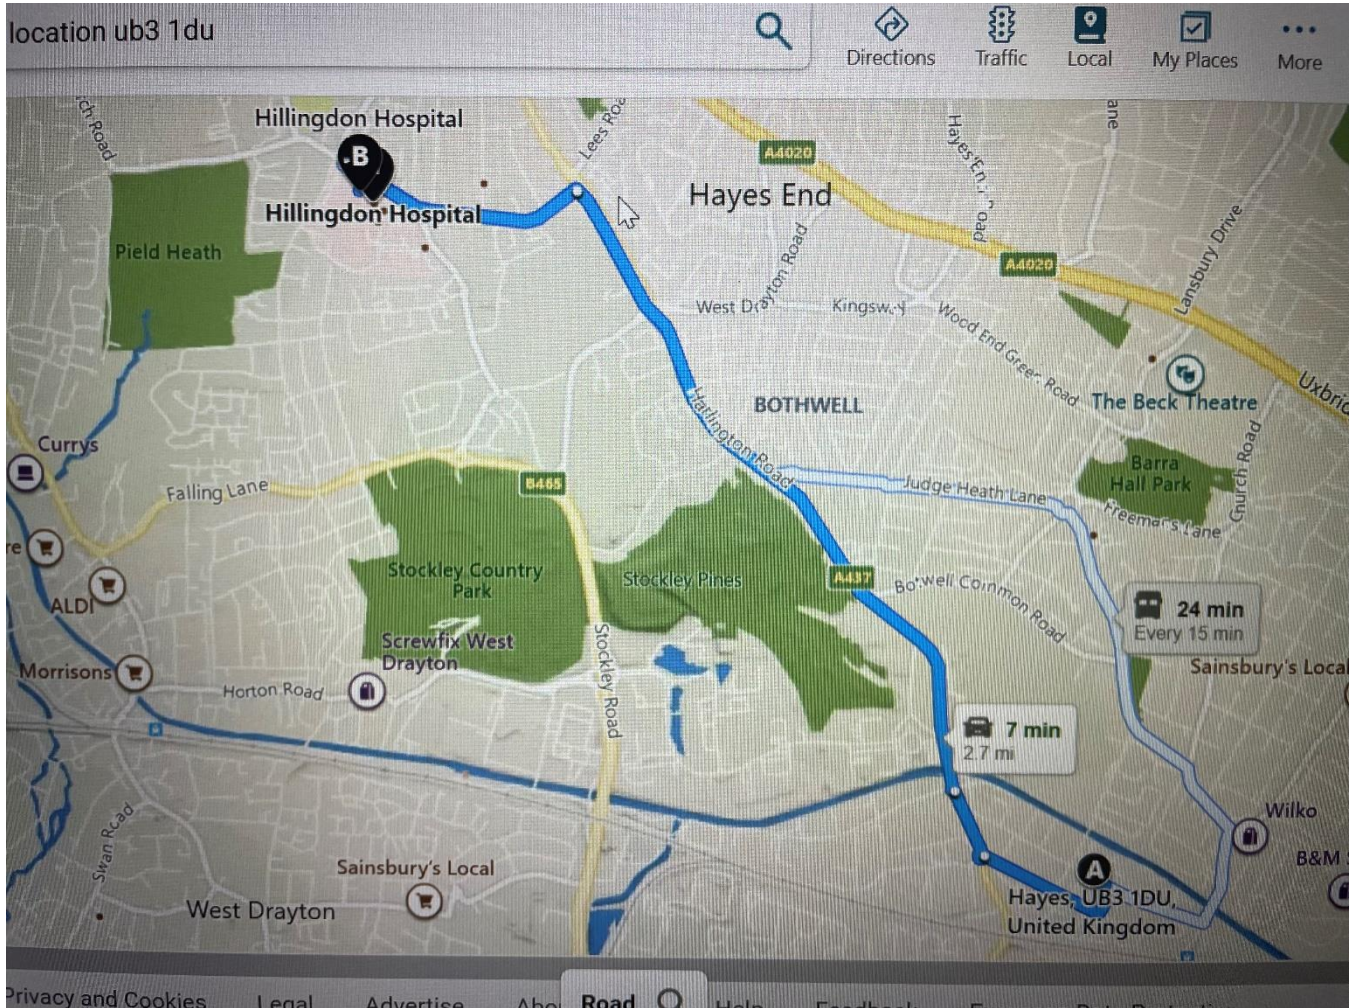 location ub3 1du
Directions
Traffic
Local
My Places
More
Hillingdon Hospital
B
Hillingdon Hospital
Lees
A4020
Hayes End
Road
A4020
Lansbury Drive
Pield Heath
West Drayton Road
Kingsway
Wood End Green Road
The Beck Theatre
BOTHWELL
Harlington Road
Currys
Falling Lane
B465
Judge Heath Lane
Barra
Hall Park
Church Road
Freeman's Lane
ALDI
Stockley Country
Park
Stockley Pines
A437
Botwell Common Road
24 min
Every 15 min
Screwfix West
Drayton
Stockley Road
Sainsbury's Local
Morrisons
Horton Road
7 min
2.7 mi
Wilko
B&M
Swan Road
Sainsbury's Local
West Drayton
A
Hayes, UB3 1DU,
United Kingdom
Privacy and Cookies
Legal
Advertise
Road
Help